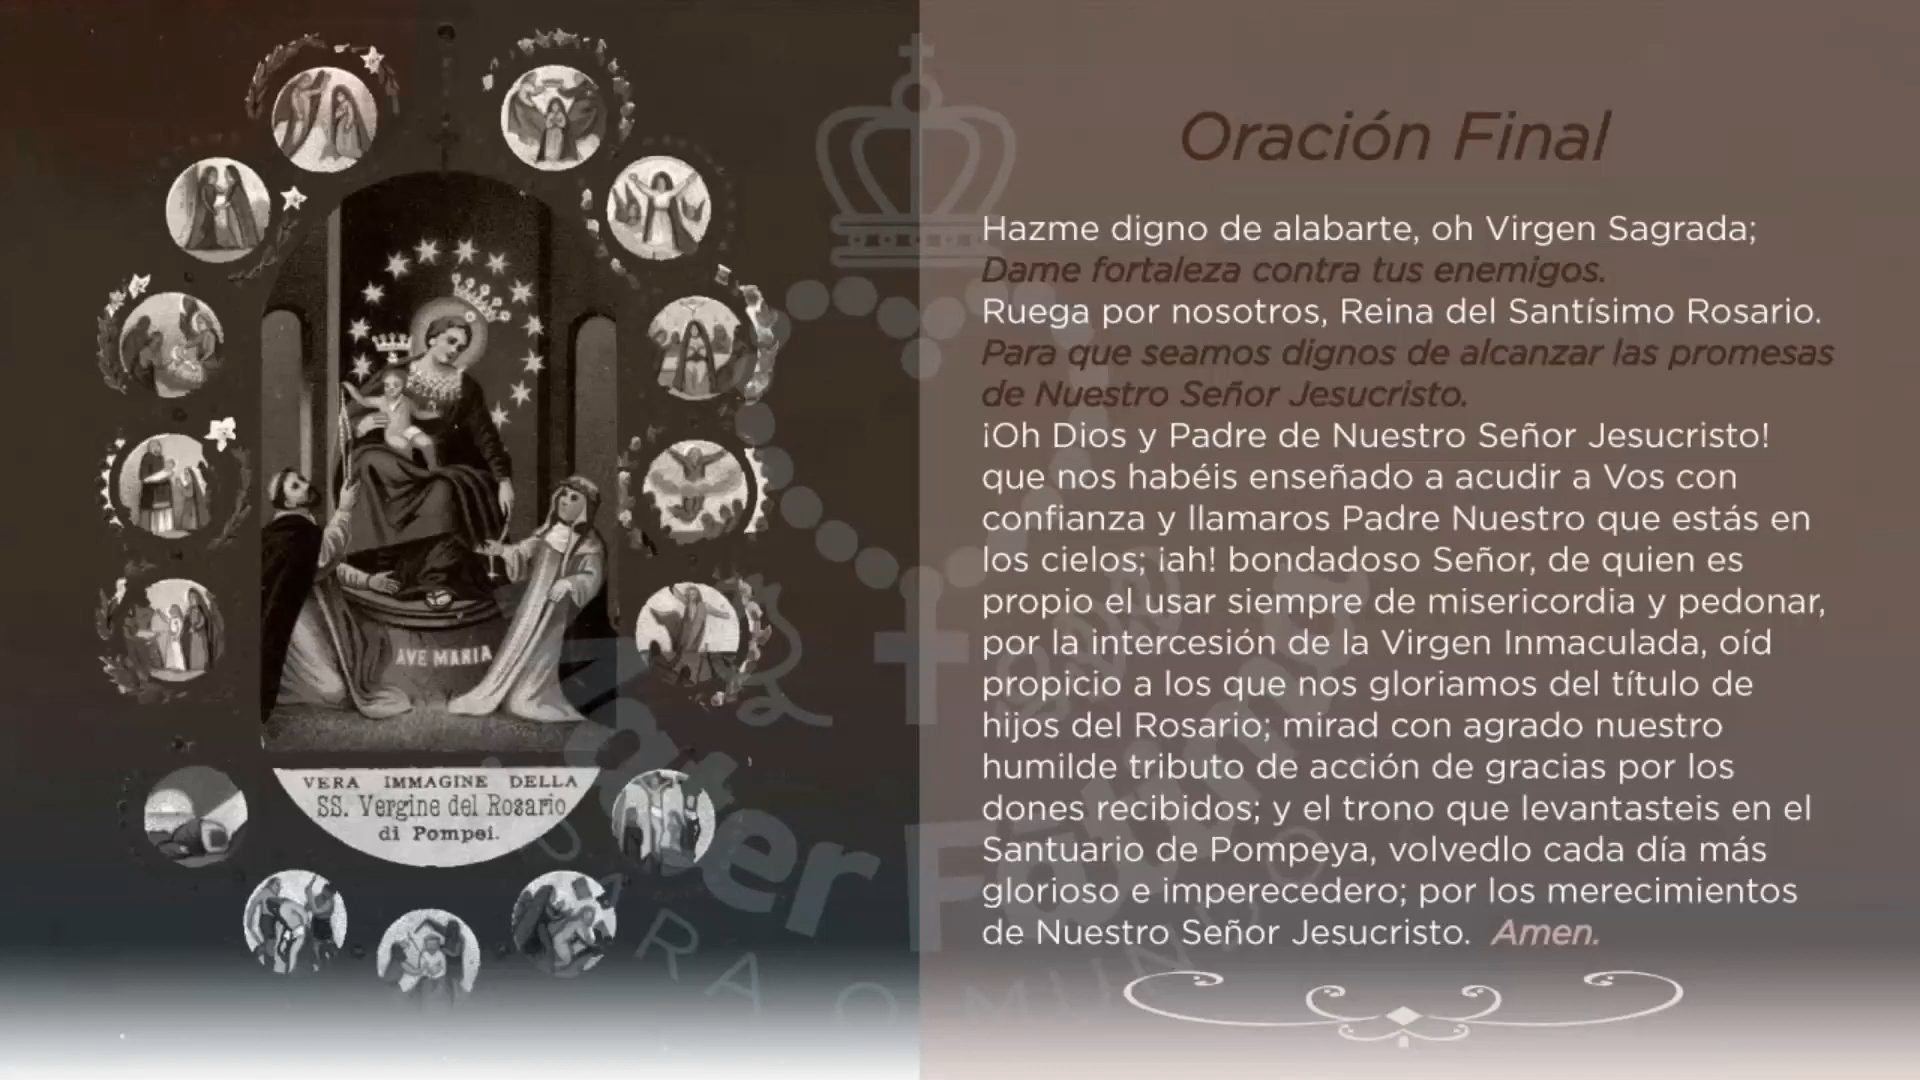 AVE MARIA
VERA IMMAGINE DELLA
SS. Vergine del Rosario
di Pompei.
Oración Final
Hazme digno de alabarte, oh Virgen Sagrada;
Dame fortaleza contra tus enemigos.
Ruega por nosotros, Reina del Santísimo Rosario.
Para que seamos dignos de alcanzar las promesas
de Nuestro Señor Jesucristo.
¡Oh Dios y Padre de Nuestro Señor Jesucristo!
que nos habéis enseñado a acudir a Vos con
confianza y llamaros Padre Nuestro que estás en
los cielos; ¡ah! bondadoso Señor, de quien es
propio el usar siempre de misericordia y pedonar,
por la intercesión de la Virgen Inmaculada, oíd
propicio a los que nos gloriamos del título de
hijos del Rosario; mirad con agrado nuestro
humilde tributo de acción de gracias por los
dones recibidos; y el trono que levantasteis en el
Santuario de Pompeya, volvedlo cada día más
glorioso e imperecedero; por los merecimientos
de Nuestro Señor Jesucristo. Amen.